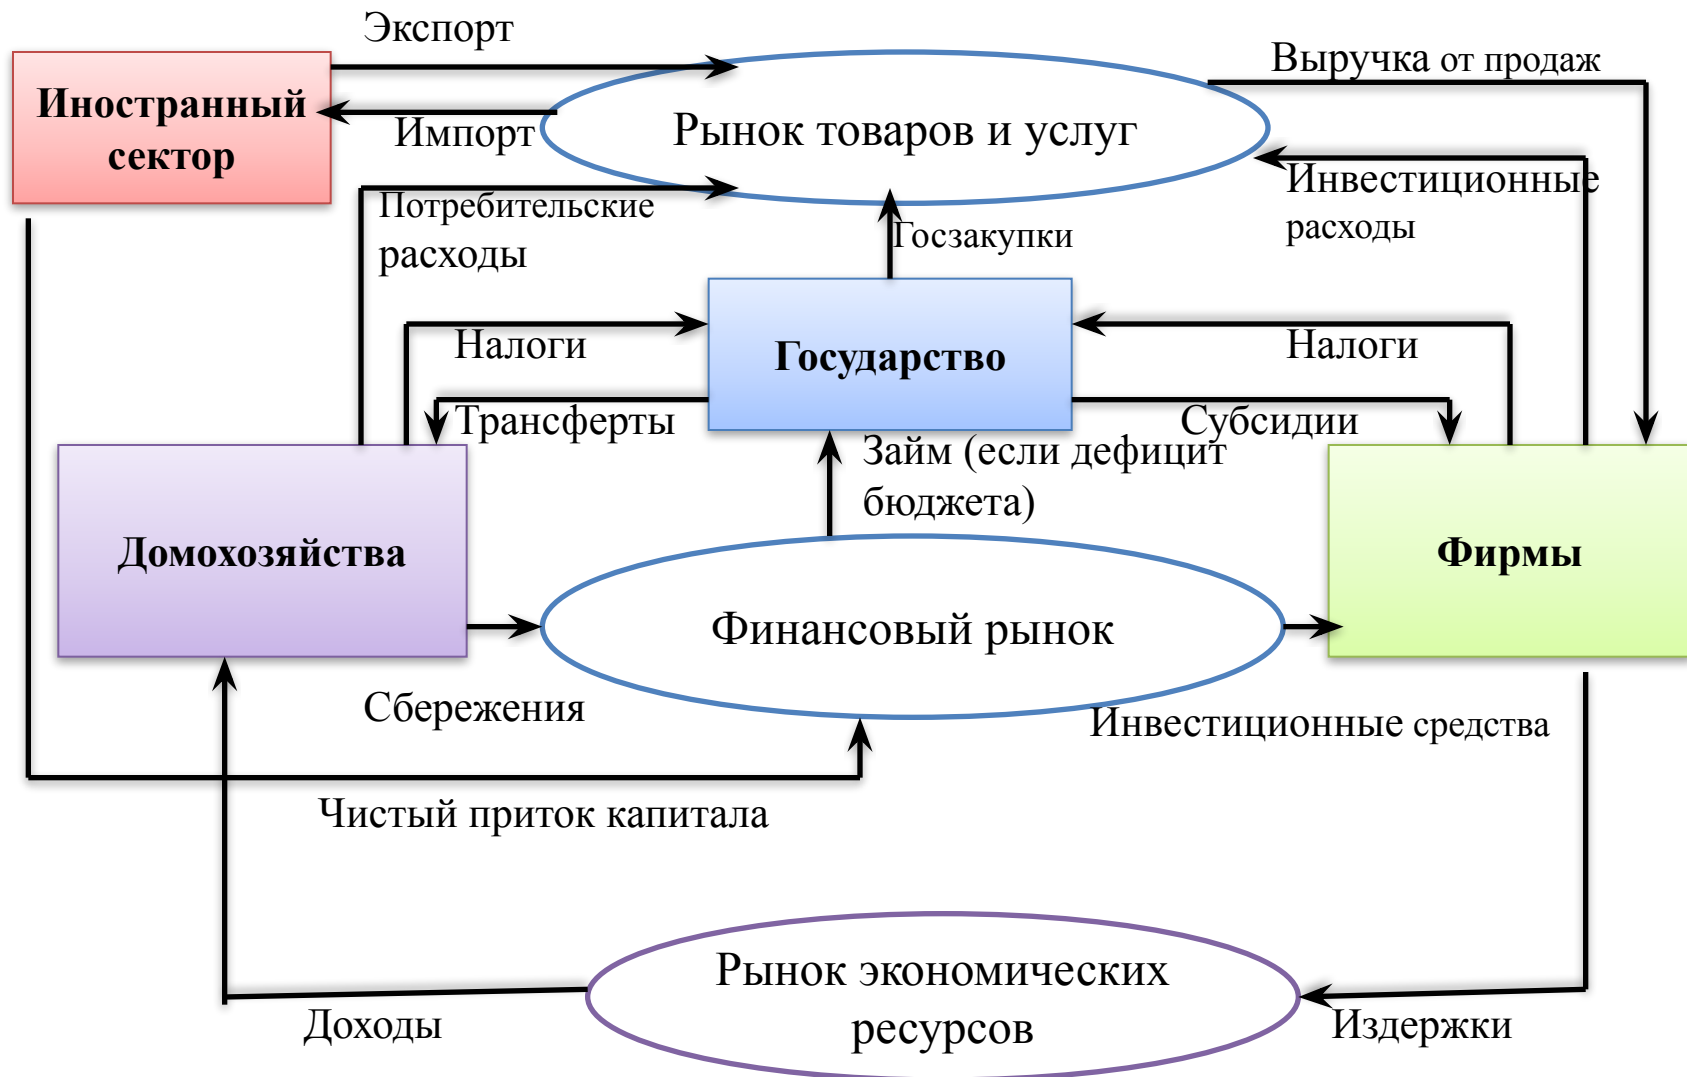 Экспорт
Выручка от продаж
Иностранный
сектор
Импорт
Рынок товаров и услуг
Потребительские
расходы
Госзакупки
Инвестиционные
расходы
Налоги
Государство
Налоги
Трансферты
Субсидии
Займ (если дефицит
бюджета)
Домохозяйства
Фирмы
Финансовый рынок
Сбережения
Инвестиционные средства
Чистый приток капитала
Рынок экономических
ресурсов
Доходы
Издержки